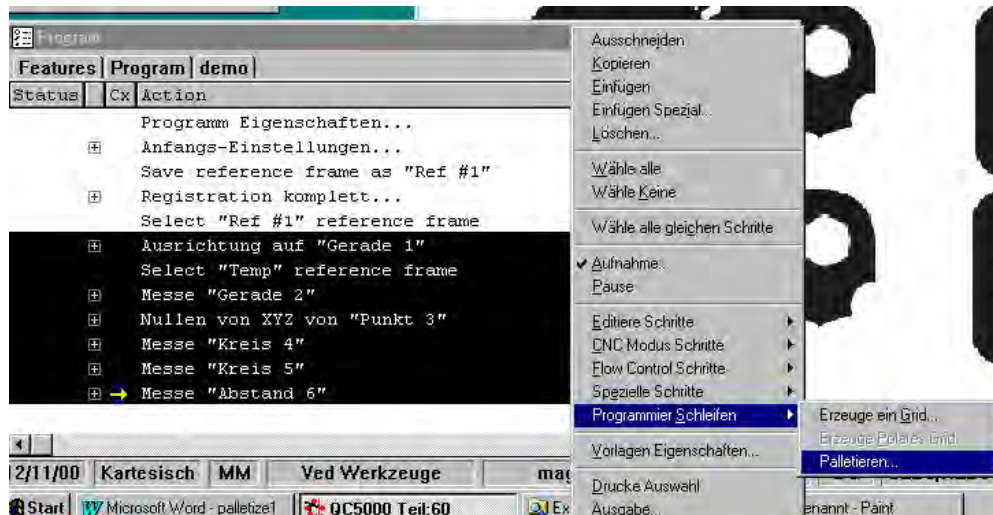 Program
Features Program demo
Status Cx Action
Programm Eigenschaften...
Anfangs-Einstellungen...
Save reference frame as "Ref #1"
Registration komplett...
Select "Ref #1" reference frame
Ausrichtung auf "Gerade 1"
Select "Temp" reference frame
Messe "Gerade 2"
Nullen von XYZ von "Punkt 3"
Messe "Kreis 4"
Messe "Kreis 5"
Messe "Abstand 6"
Ausschneiden
Kopieren
Einfügen
Einfügen Spezial...
Löschen...
Wähle alle
Wähle Keine
Wähle alle gleichen Schritte
Aufnahme..
Pause
Editiere Schritte
CNC Modus Schritte
Flow Control Schritte
Spezielle Schritte
Programmier Schleifen
Vorlagen Eigenschaften...
Drucke Auswahl
Ausgabe...
Erzeuge ein Grid...
Erzeuge Polares Grid...
Palletieren...
2/11/00 Kartesisch MM Ved Werkzeuge mag
Start Microsoft Word - palletize1 QC5000 Teil:60 Ex enannt - Paint